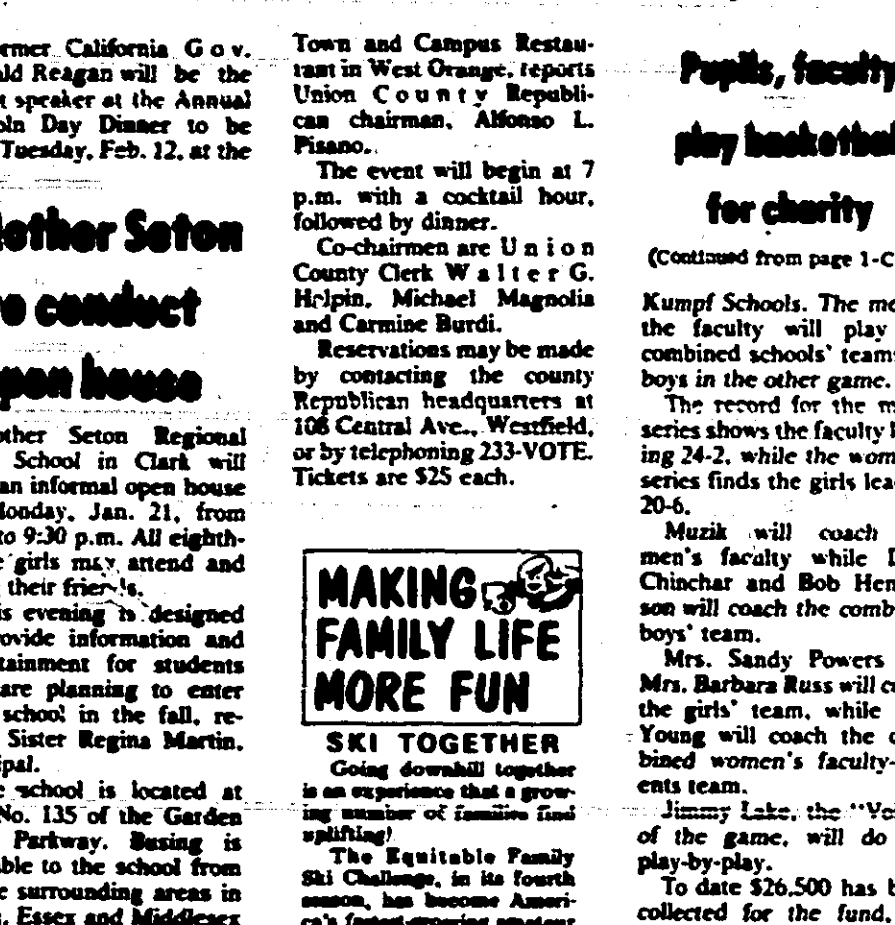 ormer California G o v.
ald Reagan will be the
t speaker at the Annual
oln Day Dinner to be
Tuesday, Feb. 12, at the
other Seton
o conduct
pen house
other Seton Regional
School in Clark will
an informal open house
Monday, Jan. 21, from
to 9:30 p.m. All eighth-
e girls may attend and
their friends.
is evening is designed
rovide information and
tainment for students
are planning to enter
school in the fall, re-
Sister Regina Martin,
ipal.
e school is located at
No. 135 of the Garden
Parkway. Busing is
able to the school from
e surrounding areas in
, Essex and Middlesex
Town and Campus Restau-
rant in West Orange, reports
Union C o u n t y Republi-
can chairman, Alfonso L.
Pisano.
The event will begin at 7
p.m. with a cocktail hour,
followed by dinner.
Co-chairmen are U n i o n
County Clerk W a l t e r G.
Halpin, Michael Magnolia
and Carmine Burdi.
Reservations may be made
by contacting the county
Republican headquarters at
108 Central Ave., Westfield,
or by telephoning 233-VOTE.
Tickets are $25 each.
MAKING
FAMILY LIFE
MORE FUN
SKI TOGETHER
Going downhill together
is an experience that a grow-
ing number of families find
uplifting!
The Equitable Family
Ski Challenge, in its fourth
season, has become Ameri-
ca's fastest-growing amateur
Pupils, faculty
play basketbal
for charity
(Continued from page 1-C
Kumpf Schools. The me
the faculty will play
combined schools' teams
boys in the other game.
The record for the m
series shows the faculty l
ing 24-2, while the wom
series finds the girls lea
20-6.
Muzik will coach
men's faculty while D
Chinchar and Bob Hen
son will coach the comb
boys' team.
Mrs. Sandy Powers
Mrs. Barbara Russ will c
the girls' team, while
Young will coach the c
bined women's faculty-
ents team.
Jimmy Lake, the "Vo
of the game, will do
play-by-play.
To date $26,500 has b
collected for the fund,